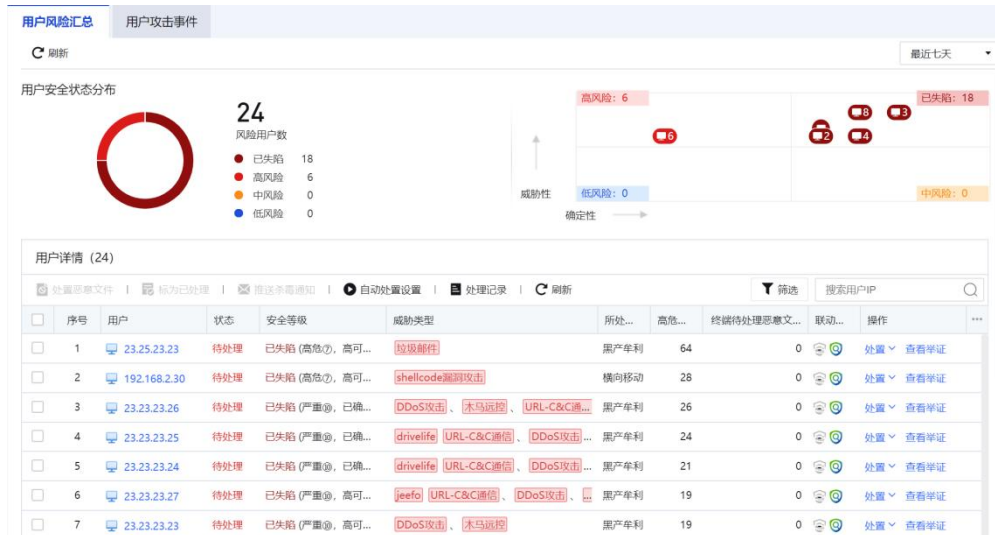 用户风险汇总 用户攻击事件
刷新 最近七天
用户安全状态分布
24
风险用户数
已失陷 18
高风险 6
中风险 0
低风险 0
高风险：6 已失陷：18
8 3
6 2 4
威胁性 低风险：0 中风险：0
确定性
用户详情（24）
处置恶意文件 标为已处理 推送杀毒通知 自动处置设置 处理记录 刷新 筛选 搜索用户IP
序号 用户 状态 安全等级 威胁类型 所处... 高危... 终端待处理恶意文... 联动... 操作
1 23.25.23.23 待处理 已失陷 (高危⑦, 高可... 垃圾邮件 黑产牟利 64 0 处置 查看举证
2 192.168.2.30 待处理 已失陷 (高危⑦, 高可... shellcode漏洞攻击 横向移动 28 0 处置 查看举证
3 23.23.23.26 待处理 已失陷 (严重⑩, 已确... DDoS攻击、木马远控、URL-C&C通... 黑产牟利 26 0 处置 查看举证
4 23.23.23.25 待处理 已失陷 (严重⑩, 已确... drivelife URL-C&C通信、DDoS攻击... 黑产牟利 24 0 处置 查看举证
5 23.23.23.24 待处理 已失陷 (严重⑩, 已确... drivelife URL-C&C通信、DDoS攻击... 黑产牟利 21 0 处置 查看举证
6 23.23.23.27 待处理 已失陷 (严重⑩, 高可... jeefo URL-C&C通信、DDoS攻击、... 黑产牟利 19 0 处置 查看举证
7 23.23.23.23 待处理 已失陷 (严重⑩, 高可... DDoS攻击、木马远控 黑产牟利 19 0 处置 查看举证